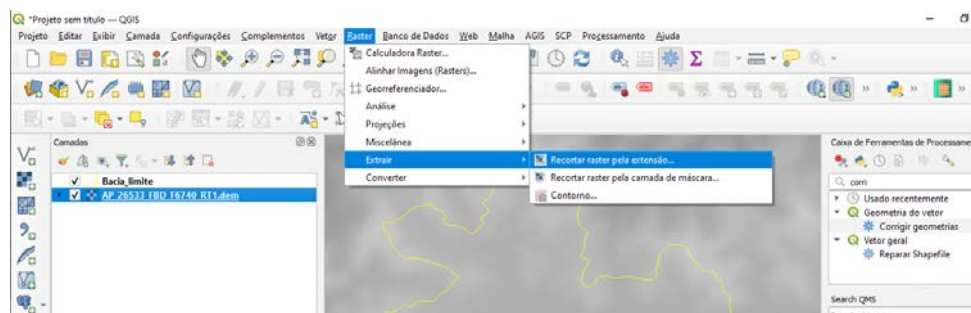 *Projeto sem título — QGIS
Projeto Editar Exibir Camada Configurações Complementos Vetor Raster Banco de Dados Web Malha AGIS SCP Processamento Ajuda
Calculadora Raster...
Alinhar Imagens (Rasters)...
Georreferenciador...
Análise
Projeções
Miscelânea
Extrair
Converter
Recortar raster pela extensão...
Recortar raster pela camada de máscara...
Contorno...
Camadas
Bacia_limite
AP_26533_FBD_F6740_RT1.dem
Caixa de Ferramentas de Processame
corri
Usado recentemente
Geometria do vetor
Corrigir geometrias
Vetor geral
Reparar Shapefile
Search QMS